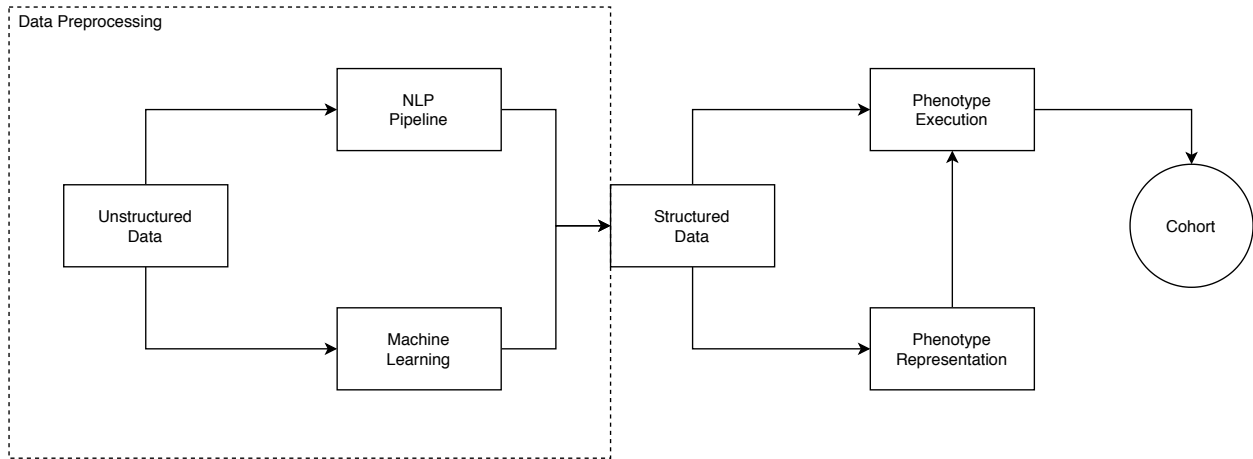 Data Preprocessing
NLP
Pipeline
Phenotype
Execution
Unstructured
Data
Structured
Data
Cohort
Machine
Learning
Phenotype
Representation